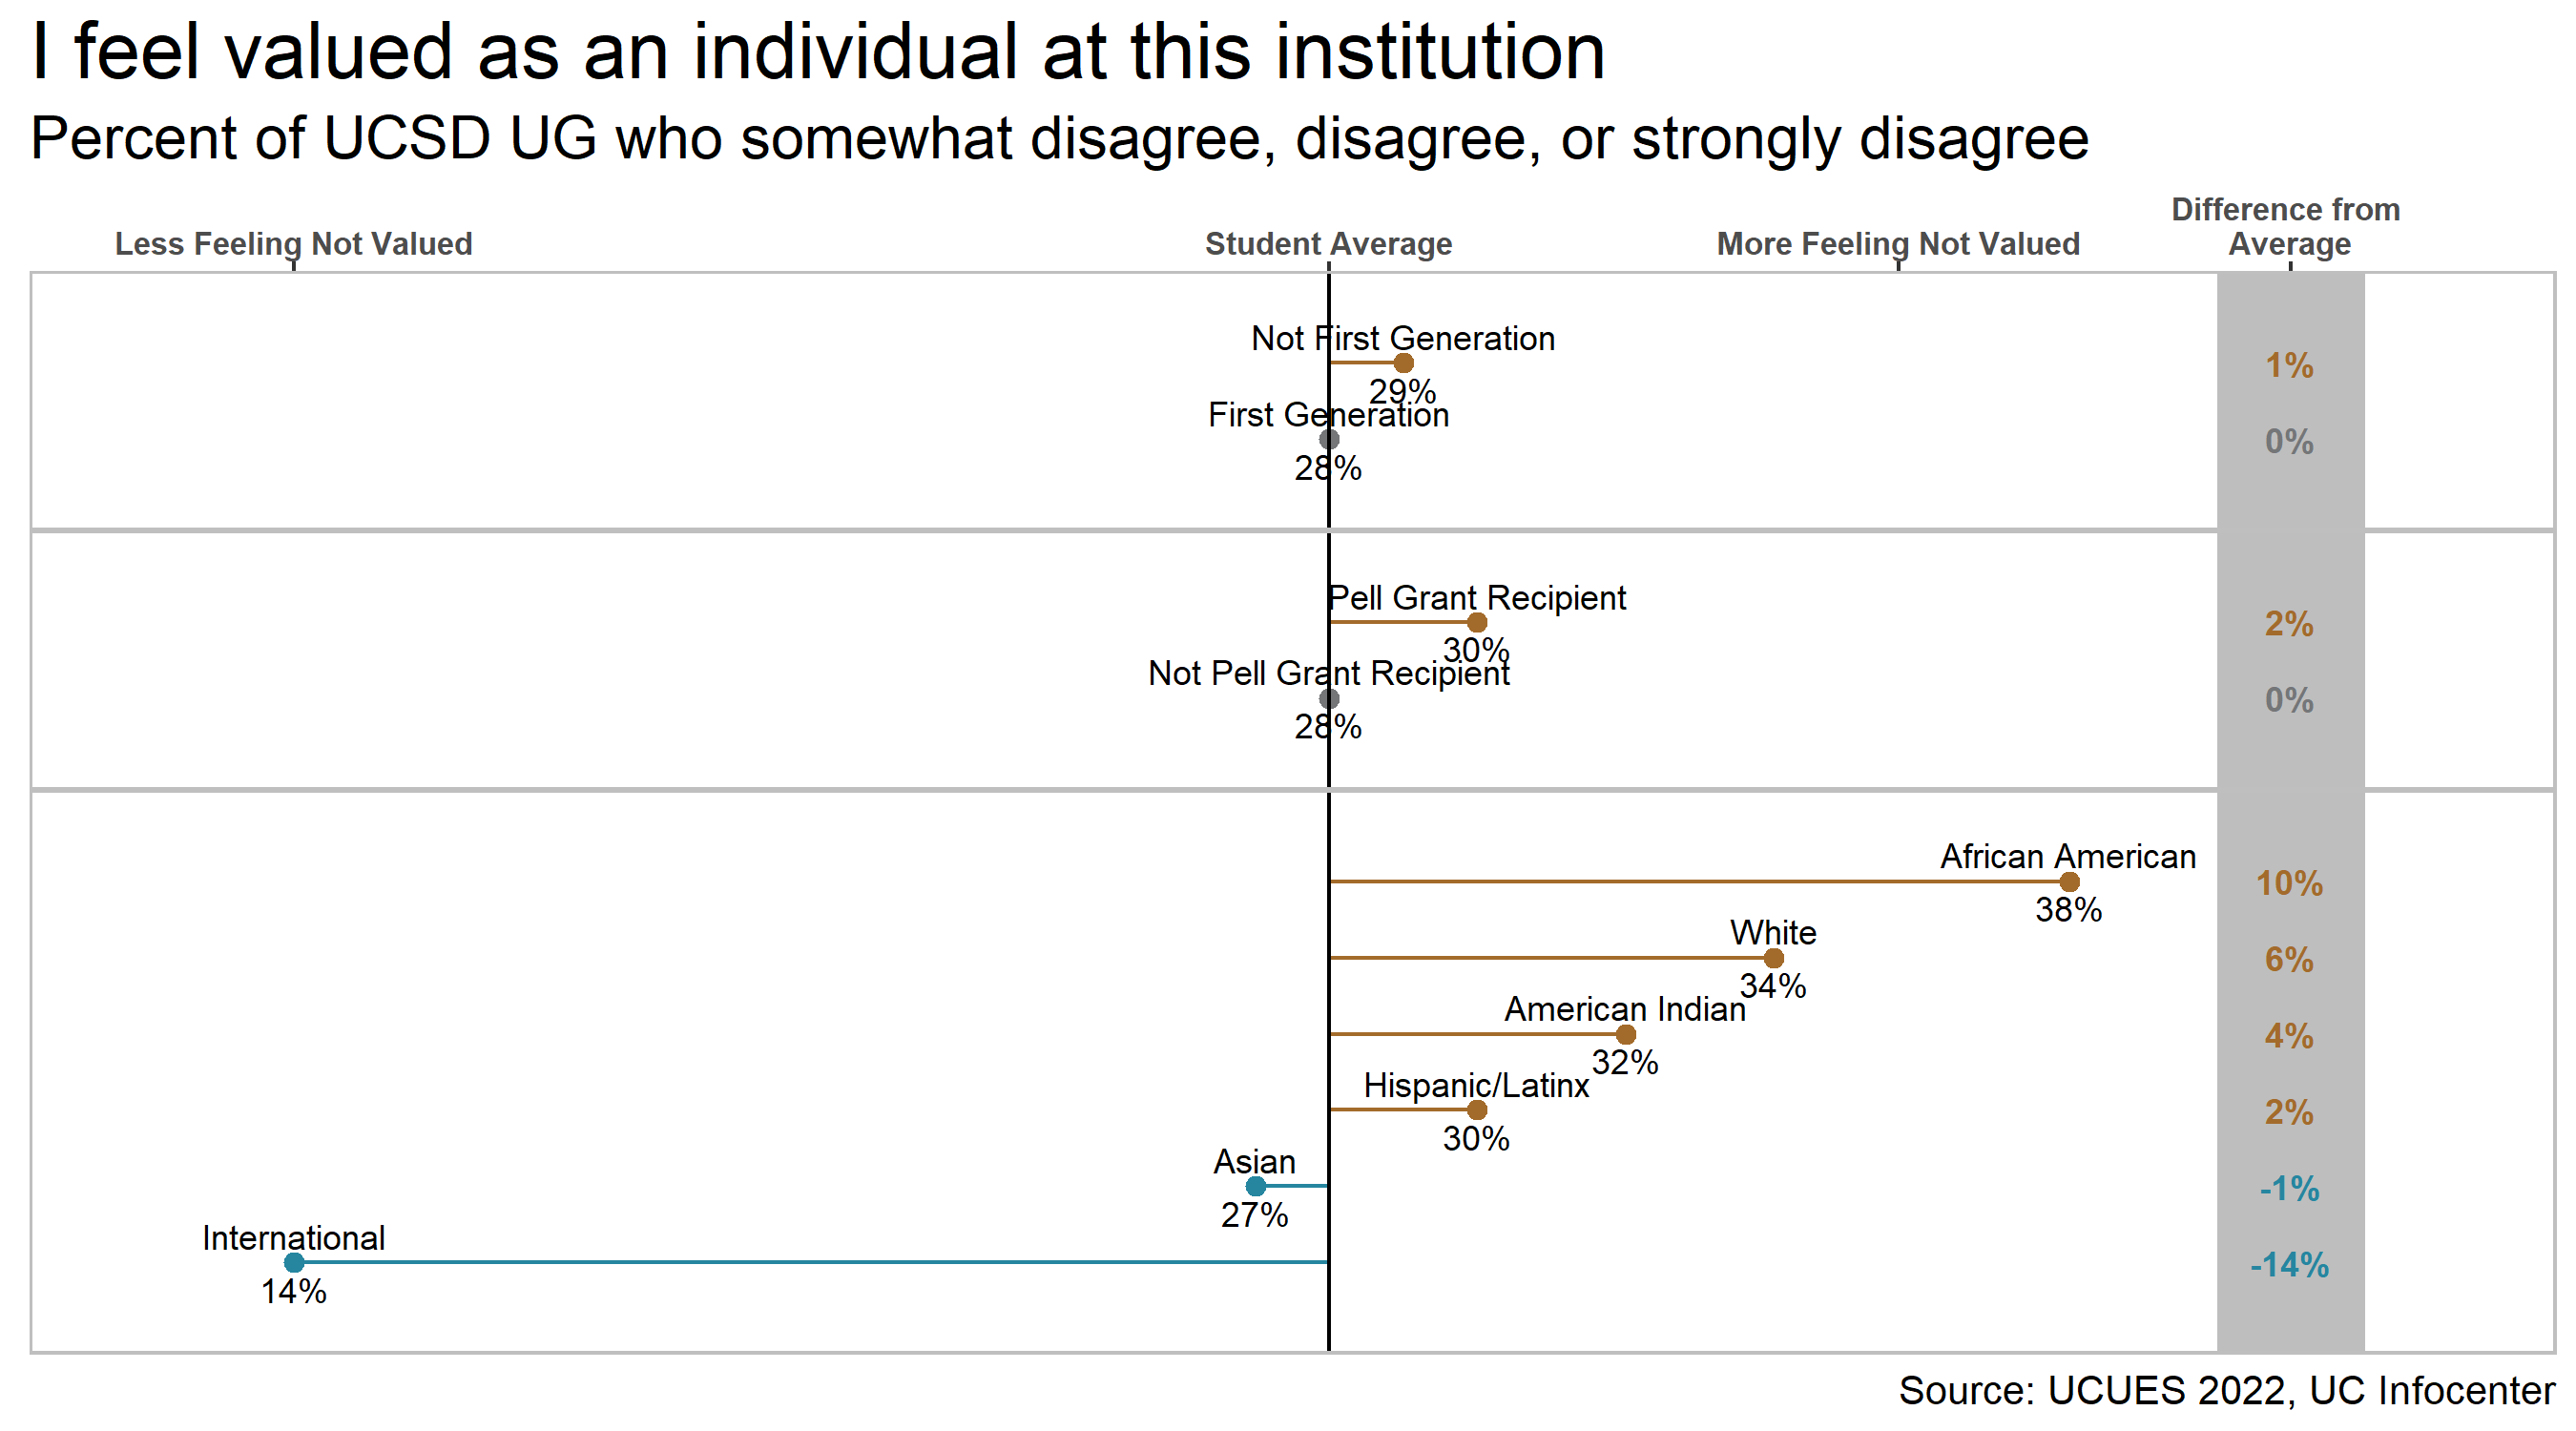 I feel valued as an individual at this institution
Percent of UCSD UG who somewhat disagree, disagree, or strongly disagree
Less Feeling Not Valued
Student Average
More Feeling Not Valued
Difference from
Average
Not First Generation
29%
1%
First Generation
28%
0%
Pell Grant Recipient
30%
2%
Not Pell Grant Recipient
28%
0%
African American
38%
10%
White
34%
6%
American Indian
32%
4%
Hispanic/Latinx
30%
2%
Asian
27%
-1%
International
14%
-14%
Source: UCUES 2022, UC Infocenter